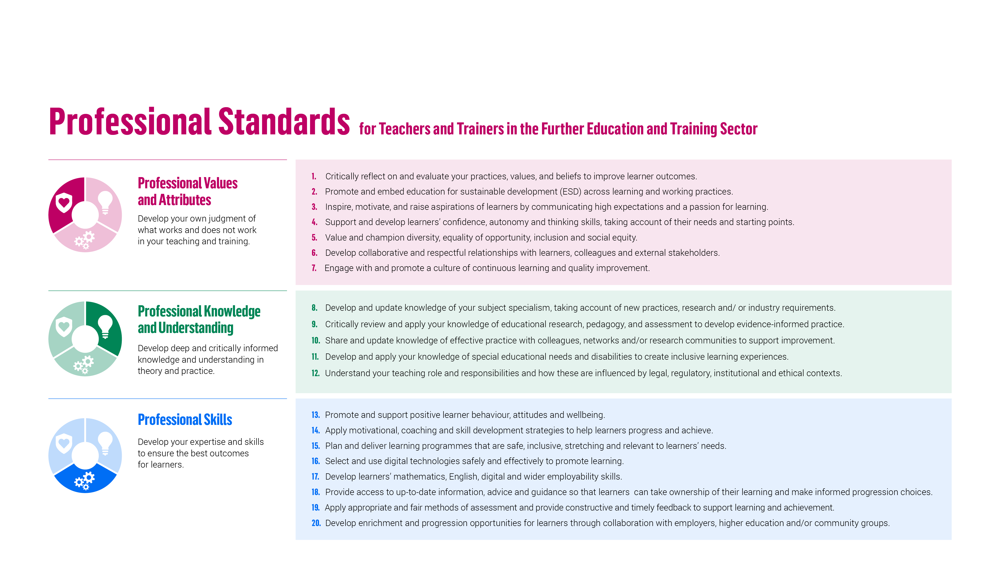 Professional Standards for Teachers and Trainers in the Further Education and Training Sector
Professional Values
and Attributes
Develop your own judgment of
what works and does not work
in your teaching and training.
1. Critically reflect on and evaluate your practices, values, and beliefs to improve learner outcomes.
2. Promote and embed education for sustainable development (ESD) across learning and working practices.
3. Inspire, motivate, and raise aspirations of learners by communicating high expectations and a passion for learning.
4. Support and develop learners’ confidence, autonomy and thinking skills, taking account of their needs and starting points.
5. Value and champion diversity, equality of opportunity, inclusion and social equity.
6. Develop collaborative and respectful relationships with learners, colleagues and external stakeholders.
7. Engage with and promote a culture of continuous learning and quality improvement.
Professional Knowledge
and Understanding
Develop deep and critically informed
knowledge and understanding in
theory and practice.
8. Develop and update knowledge of your subject specialism, taking account of new practices, research and/ or industry requirements.
9. Critically review and apply your knowledge of educational research, pedagogy, and assessment to develop evidence-informed practice.
10. Share and update knowledge of effective practice with colleagues, networks and/or research communities to support improvement.
11. Develop and apply your knowledge of special educational needs and disabilities to create inclusive learning experiences.
12. Understand your teaching role and responsibilities and how these are influenced by legal, regulatory, institutional and ethical contexts.
Professional Skills
Develop your expertise and skills
to ensure the best outcomes
for learners.
13. Promote and support positive learner behaviour, attitudes and wellbeing.
14. Apply motivational, coaching and skill development strategies to help learners progress and achieve.
15. Plan and deliver learning programmes that are safe, inclusive, stretching and relevant to learners’ needs.
16. Select and use digital technologies safely and effectively to promote learning.
17. Develop learners’ mathematics, English, digital and wider employability skills.
18. Provide access to up-to-date information, advice and guidance so that learners  can take ownership of their learning and make informed progression choices.
19. Apply appropriate and fair methods of assessment and provide constructive and timely feedback to support learning and achievement.
20. Develop enrichment and progression opportunities for learners through collaboration with employers, higher education and/or community groups.